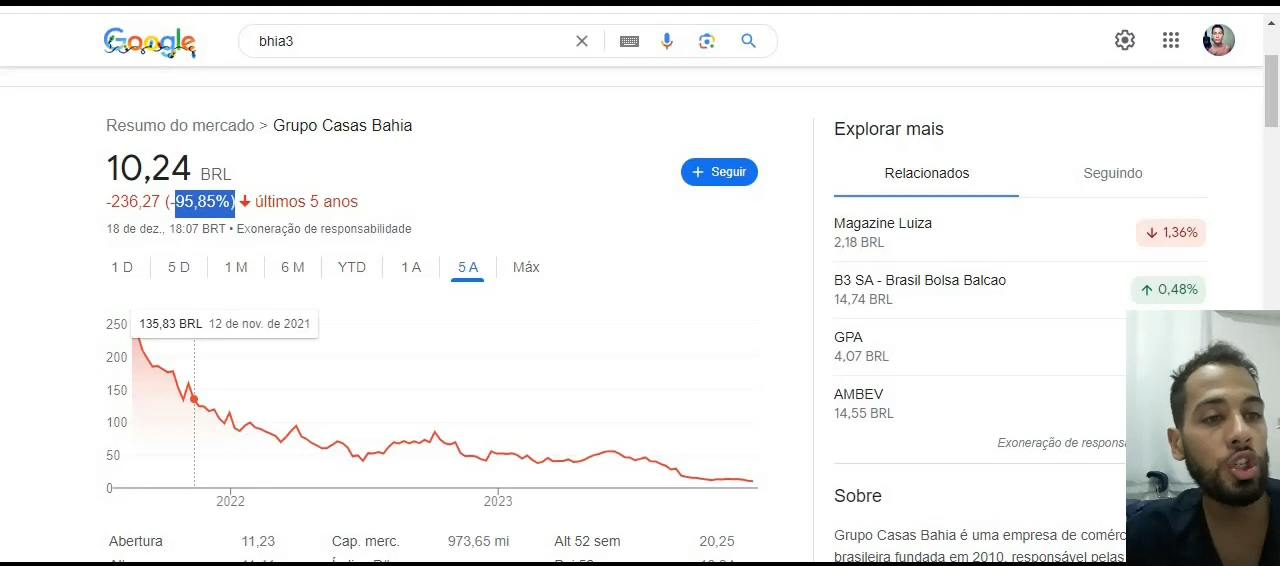 Google
bhia3
Resumo do mercado > Grupo Casas Bahia
10,24 BRL
+ Seguir
-236,27 (-95,85%) ↓ últimos 5 anos
18 de dez., 18:07 BRT • Exoneração de responsabilidade
1 D 5 D 1 M 6 M YTD 1 A 5 A Máx
135,83 BRL 12 de nov. de 2021
250
200
150
100
50
0
2022 2023
Abertura 11,23 Cap. merc. 973,65 mi Alt 52 sem 20,25
Explorar mais
Relacionados Seguindo
Magazine Luiza
2,18 BRL
↓ 1,36%
B3 SA - Brasil Bolsa Balcao
14,74 BRL
↑ 0,48%
GPA
4,07 BRL
AMBEV
14,55 BRL
Exoneração de
Sobre
Grupo Casas Bahia é uma empresa de
brasileira fundada em 2010, responsável pelas